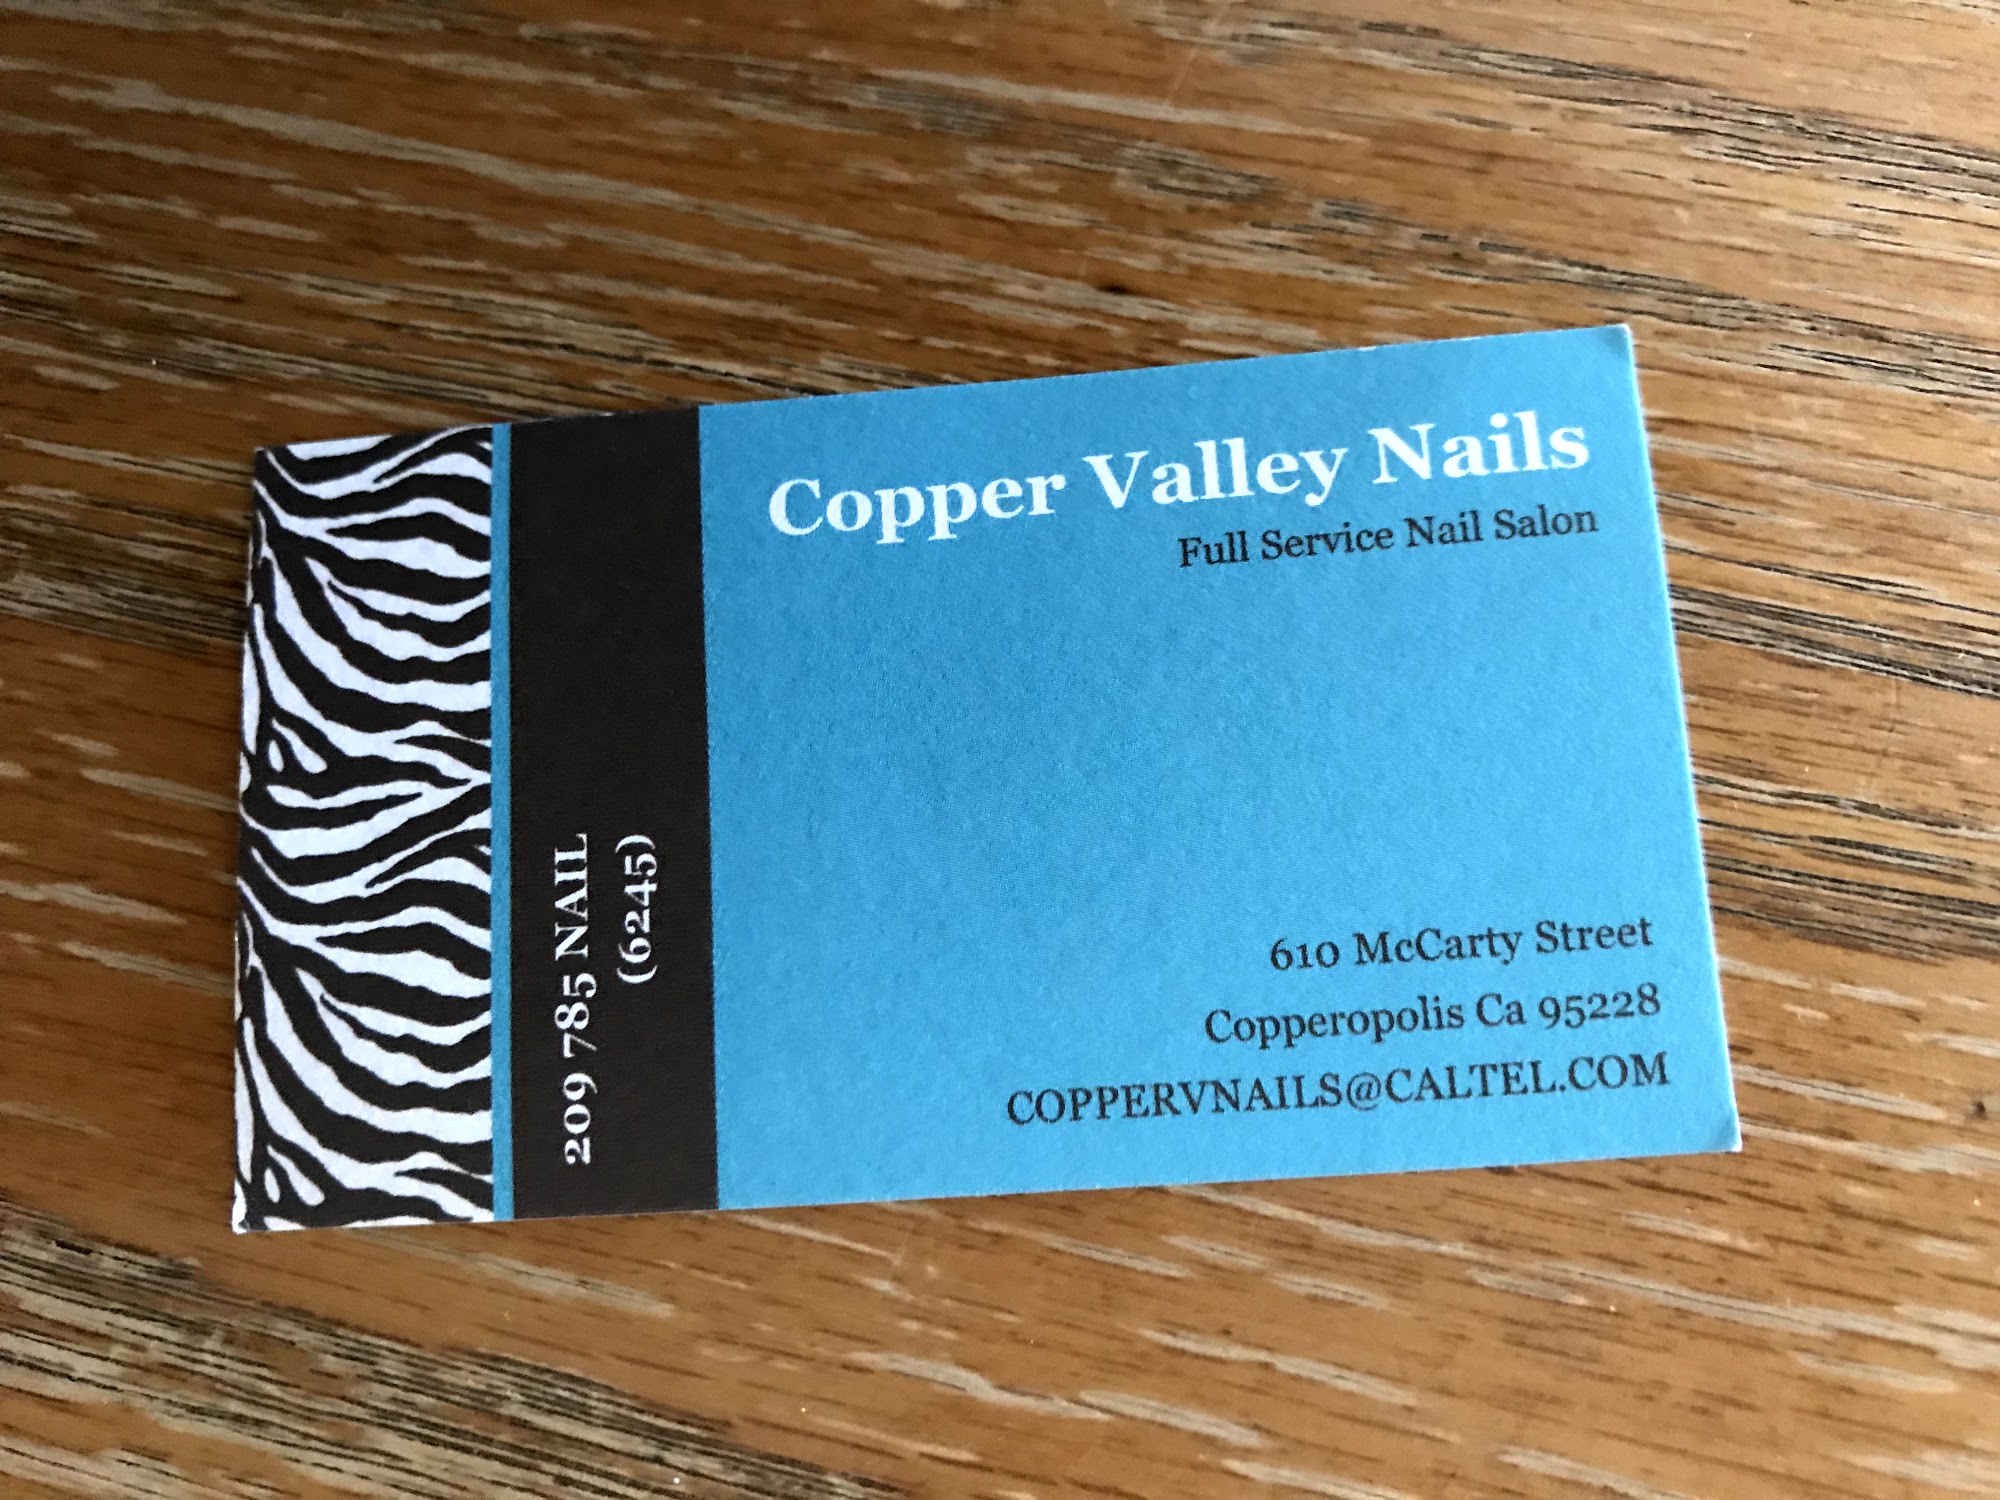 Copper Valley Nails
Full Service Nail Salon
209 785 NAIL
(6245)
610 McCarty Street
Copperopolis Ca 95228
COPPERVNAILS@CALTEL.COM